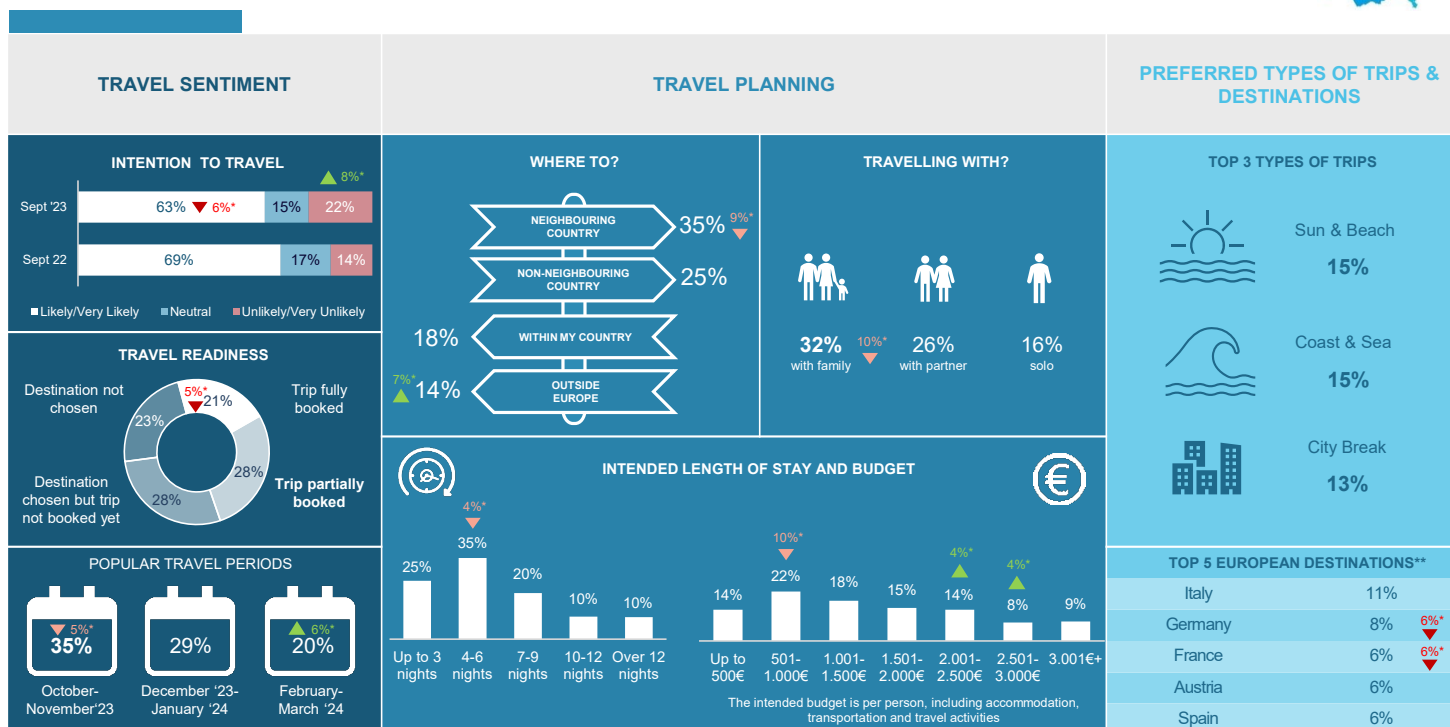 TRAVEL SENTIMENT
TRAVEL PLANNING
PREFERRED TYPES OF TRIPS &
DESTINATIONS
INTENTION TO TRAVEL
8%*
Sept '23
63%
6%*
15%
22%
Sept 22
69%
17%
14%
Likely/Very Likely
Neutral
Unlikely/Very Unlikely
TRAVEL READINESS
Destination not
chosen
5%*
21%
Trip fully
booked
23%
28%
Destination
chosen but trip
not booked yet
28%
Trip partially
booked
POPULAR TRAVEL PERIODS
5%*
35%
29%
6%*
20%
October-
November'23
December ‘23-
January ‘24
February-
March ‘24
WHERE TO?
NEIGHBOURING
COUNTRY
35%
9%*
NON-NEIGHBOURING
COUNTRY
25%
18%
WITHIN MY COUNTRY
7%*
14%
OUTSIDE
EUROPE
TRAVELLING WITH?
32%
with family
10%*
26%
with partner
16%
solo
INTENDED LENGTH OF STAY AND BUDGET
€
25%
4%*
35%
20%
10%
10%
Up to 3
nights
4-6
nights
7-9
nights
10-12
nights
Over 12
nights
14%
10%*
22%
18%
15%
4%*
14%
4%*
8%
9%
Up to
500€
501-
1.000€
1.001-
1.500€
1.501-
2.000€
2.001-
2.500€
2.501-
3.000€
3.001€+
The intended budget is per person, including accommodation,
transportation and travel activities
TOP 3 TYPES OF TRIPS
Sun & Beach
15%
Coast & Sea
15%
City Break
13%
TOP 5 EUROPEAN DESTINATIONS**
Italy 11%
Germany 8% 6%*
France 6% 6%*
Austria 6%
Spain 6%